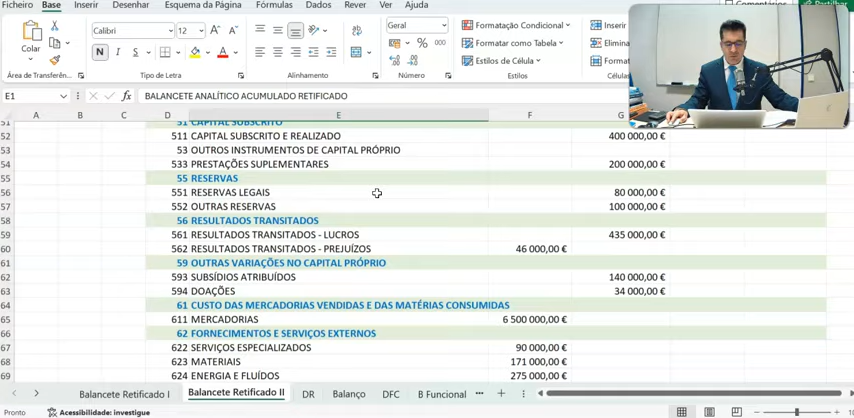 Ficheiro Base Inserir Desenhar Esquema da Página Fórmulas Dados Rever Ver Ajuda Comentários Partilhar
Colar
Calibri 12
N I S
Geral
% 000
Formatação Condicional
Formatar como Tabela
Estilos de Célula
Inserir
Elimina
Format
Área de Transferên... Tipo de Letra Alinhamento Número Estilos Células
E1 fx BALANCETE ANALÍTICO ACUMULADO RETIFICADO
A B C D E F G
51 51 CAPITAL SUBSCRITO
52 511 CAPITAL SUBSCRITO E REALIZADO 400 000,00 €
53 53 OUTROS INSTRUMENTOS DE CAPITAL PRÓPRIO
54 533 PRESTAÇÕES SUPLEMENTARES 200 000,00 €
55 55 RESERVAS
56 551 RESERVAS LEGAIS 80 000,00 €
57 552 OUTRAS RESERVAS 100 000,00 €
58 56 RESULTADOS TRANSITADOS
59 561 RESULTADOS TRANSITADOS - LUCROS 435 000,00 €
60 562 RESULTADOS TRANSITADOS - PREJUÍZOS 46 000,00 €
61 59 OUTRAS VARIAÇÕES NO CAPITAL PRÓPRIO
62 593 SUBSÍDIOS ATRIBUÍDOS 140 000,00 €
63 594 DOAÇÕES 34 000,00 €
64 61 CUSTO DAS MERCADORIAS VENDIDAS E DAS MATÉRIAS CONSUMIDAS
65 611 MERCADORIAS 6 500 000,00 €
66 62 FORNECIMENTOS E SERVIÇOS EXTERNOS
67 622 SERVIÇOS ESPECIALIZADOS 90 000,00 €
68 623 MATERIAIS 171 000,00 €
69 624 ENERGIA E FLUÍDOS 275 000,00 €
Balancete Retificado I Balancete Retificado II DR Balanço DFC B Funcional ... +
Pronto Acessibilidade: investigue